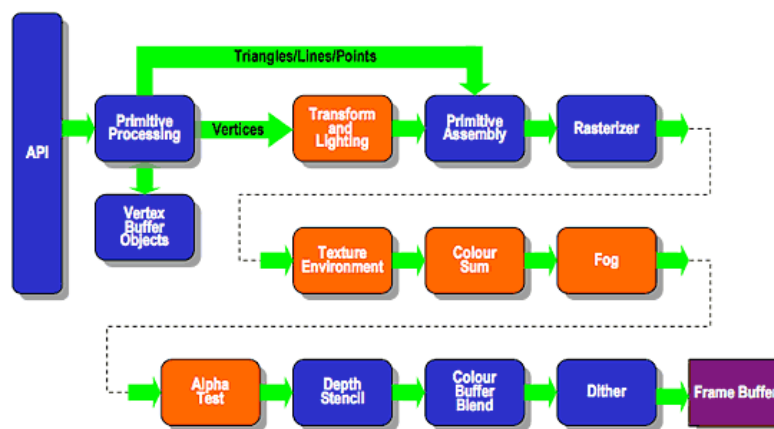 Triangles/Lines/Points
API
Primitive
Processing
Vertices
Transform
and
Lighting
Primitive
Assembly
Rasterizer
Vertex
Buffer
Objects
Texture
Environment
Colour
Sum
Fog
Alpha
Test
Depth
Stencil
Colour
Buffer
Blend
Dither
Frame Buffer